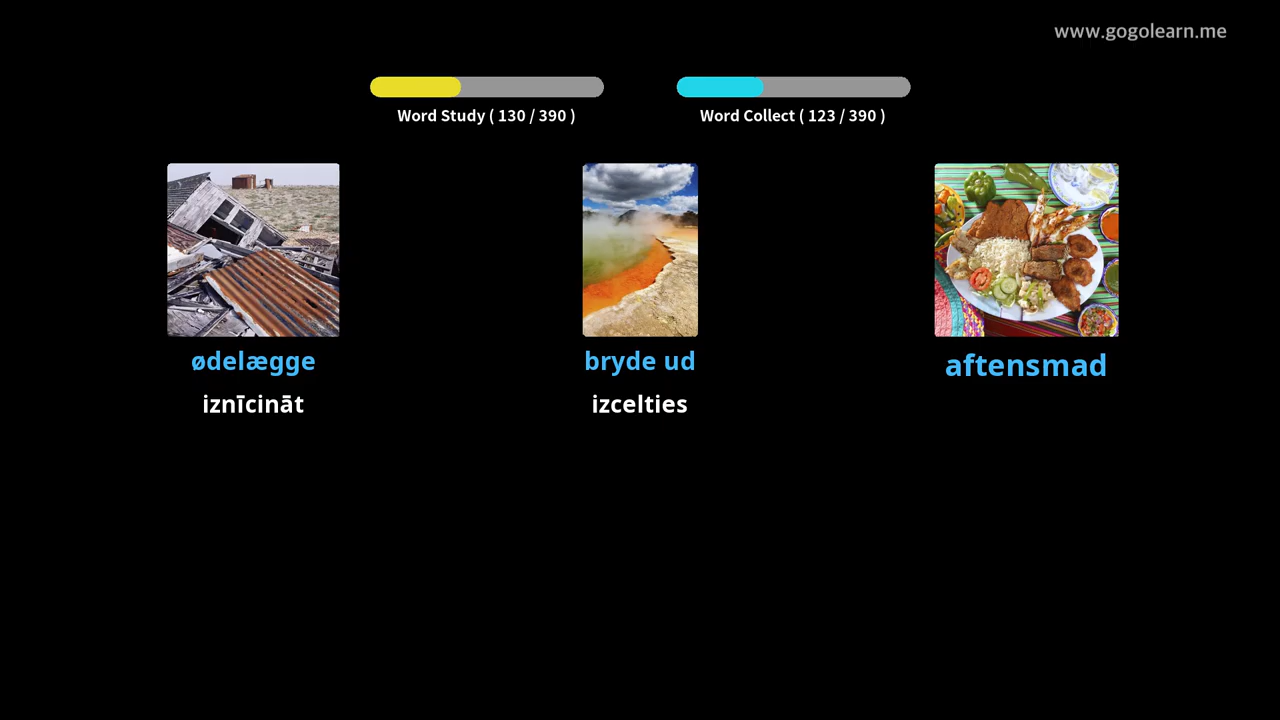 www.gogolearn.me
Word Study ( 130 / 390 )
Word Collect ( 123 / 390 )
ødelægge
iznīcināt
bryde ud
izcelties
aftensmad